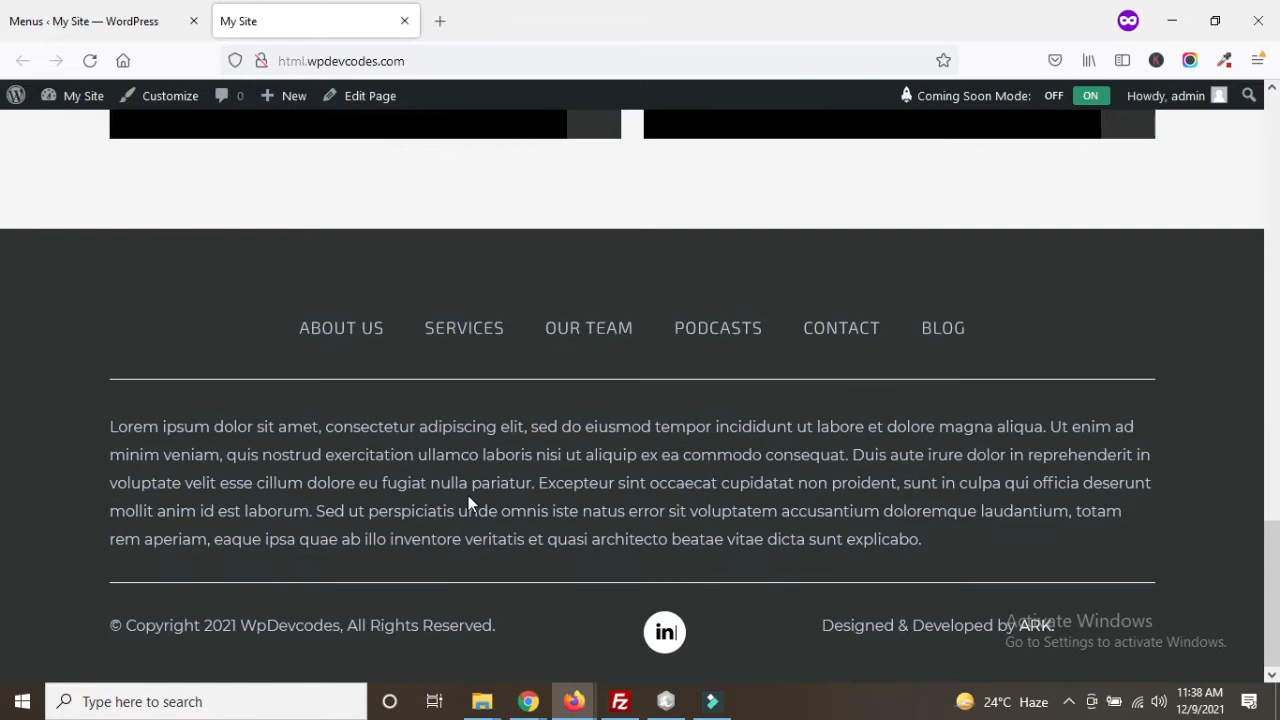 Menus ‹ My Site — WordPress
My Site
html.wpdevcodes.com
My Site
Customize
0
New
Edit Page
Coming Soon Mode:
OFF
ON
Howdy, admin
ABOUT US
SERVICES
OUR TEAM
PODCASTS
CONTACT
BLOG
Lorem ipsum dolor sit amet, consectetur adipiscing elit, sed do eiusmod tempor incididunt ut labore et dolore magna aliqua. Ut enim ad
minim veniam, quis nostrud exercitation ullamco laboris nisi ut aliquip ex ea commodo consequat. Duis aute irure dolor in reprehenderit in
voluptate velit esse cillum dolore eu fugiat nulla pariatur. Excepteur sint occaecat cupidatat non proident, sunt in culpa qui officia deserunt
mollit anim id est laborum. Sed ut perspiciatis unde omnis iste natus error sit voluptatem accusantium doloremque laudantium, totam
rem aperiam, eaque ipsa quae ab illo inventore veritatis et quasi architecto beatae vitae dicta sunt explicabo.
© Copyright 2021 WpDevcodes, All Rights Reserved.
in
Designed & Developed by ARK.
Activate Windows
Go to Settings to activate Windows.
Type here to search
24°C Haze
11:38 AM
12/9/2021